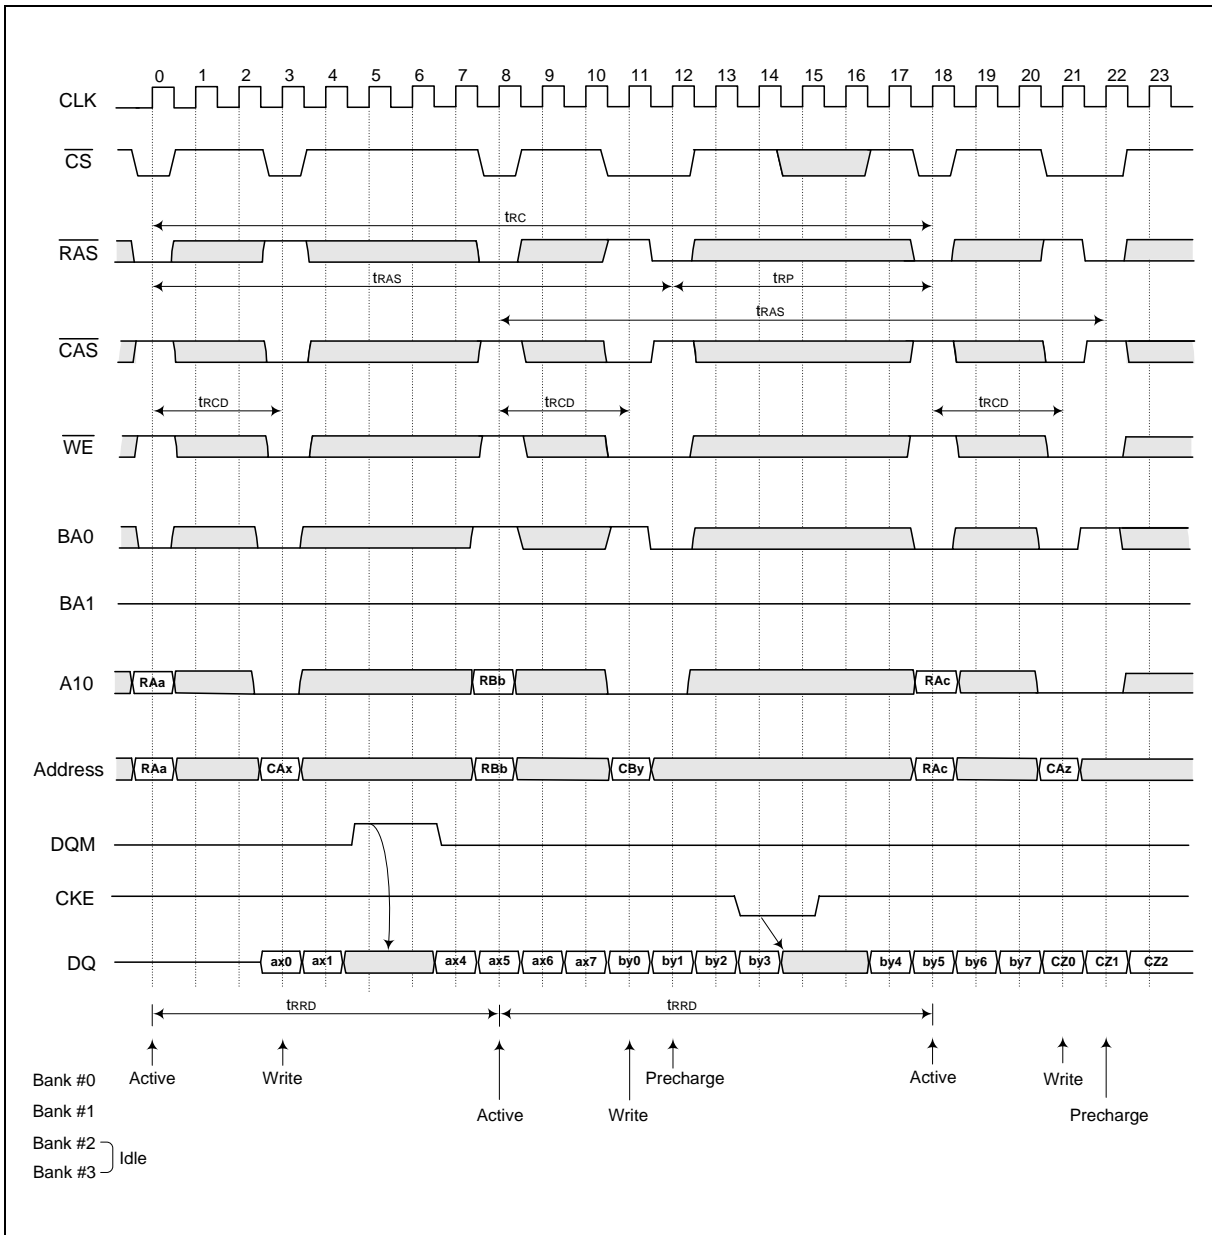 0 1 2 3 4 5 6 7 8 9 10 11 12 13 14 15 16 17 18 19 20 21 22 23
CLK
CS
tRC
RAS
tRAS tRP
tRAS
CAS
tRCD tRCD tRCD
WE
BA0
BA1
A10 RAa RBb RAc
Address RAa CAx RBb CBy RAc CAz
DQM
CKE
DQ ax0 ax1 ax4 ax5 ax6 ax7 by0 by1 by2 by3 by4 by5 by6 by7 CZ0 CZ1 CZ2
tRRD tRRD
Bank #0 Active Write Precharge Active Write
Bank #1 Active Write Precharge
Bank #2
Idle
Bank #3